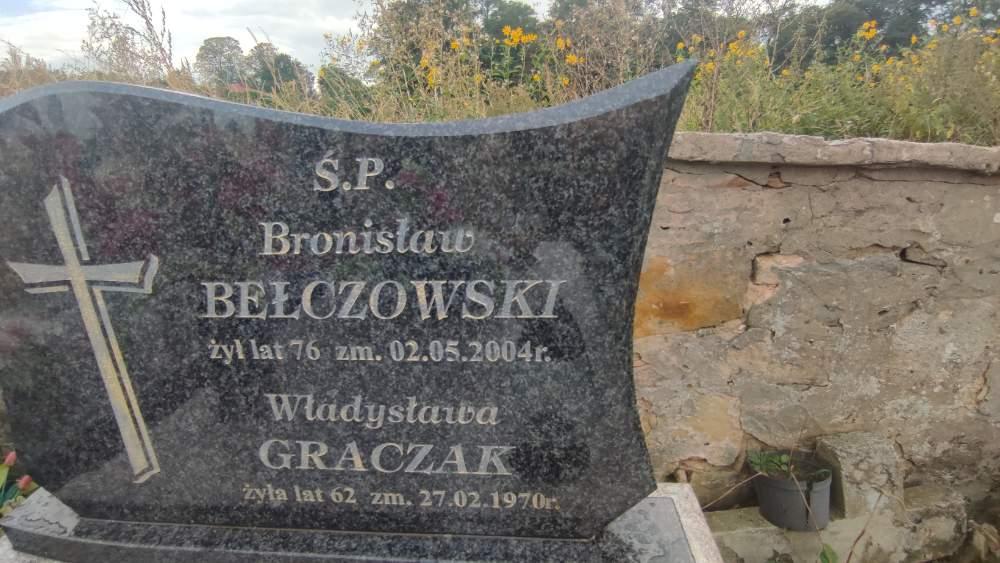 Ś.P.
Bronisław
BEŁCZOWSKI
żył lat 76 zm. 02.05.2004r.
Władysława
GRACZAK
żyła lat 62 zm. 27.02.1970r.